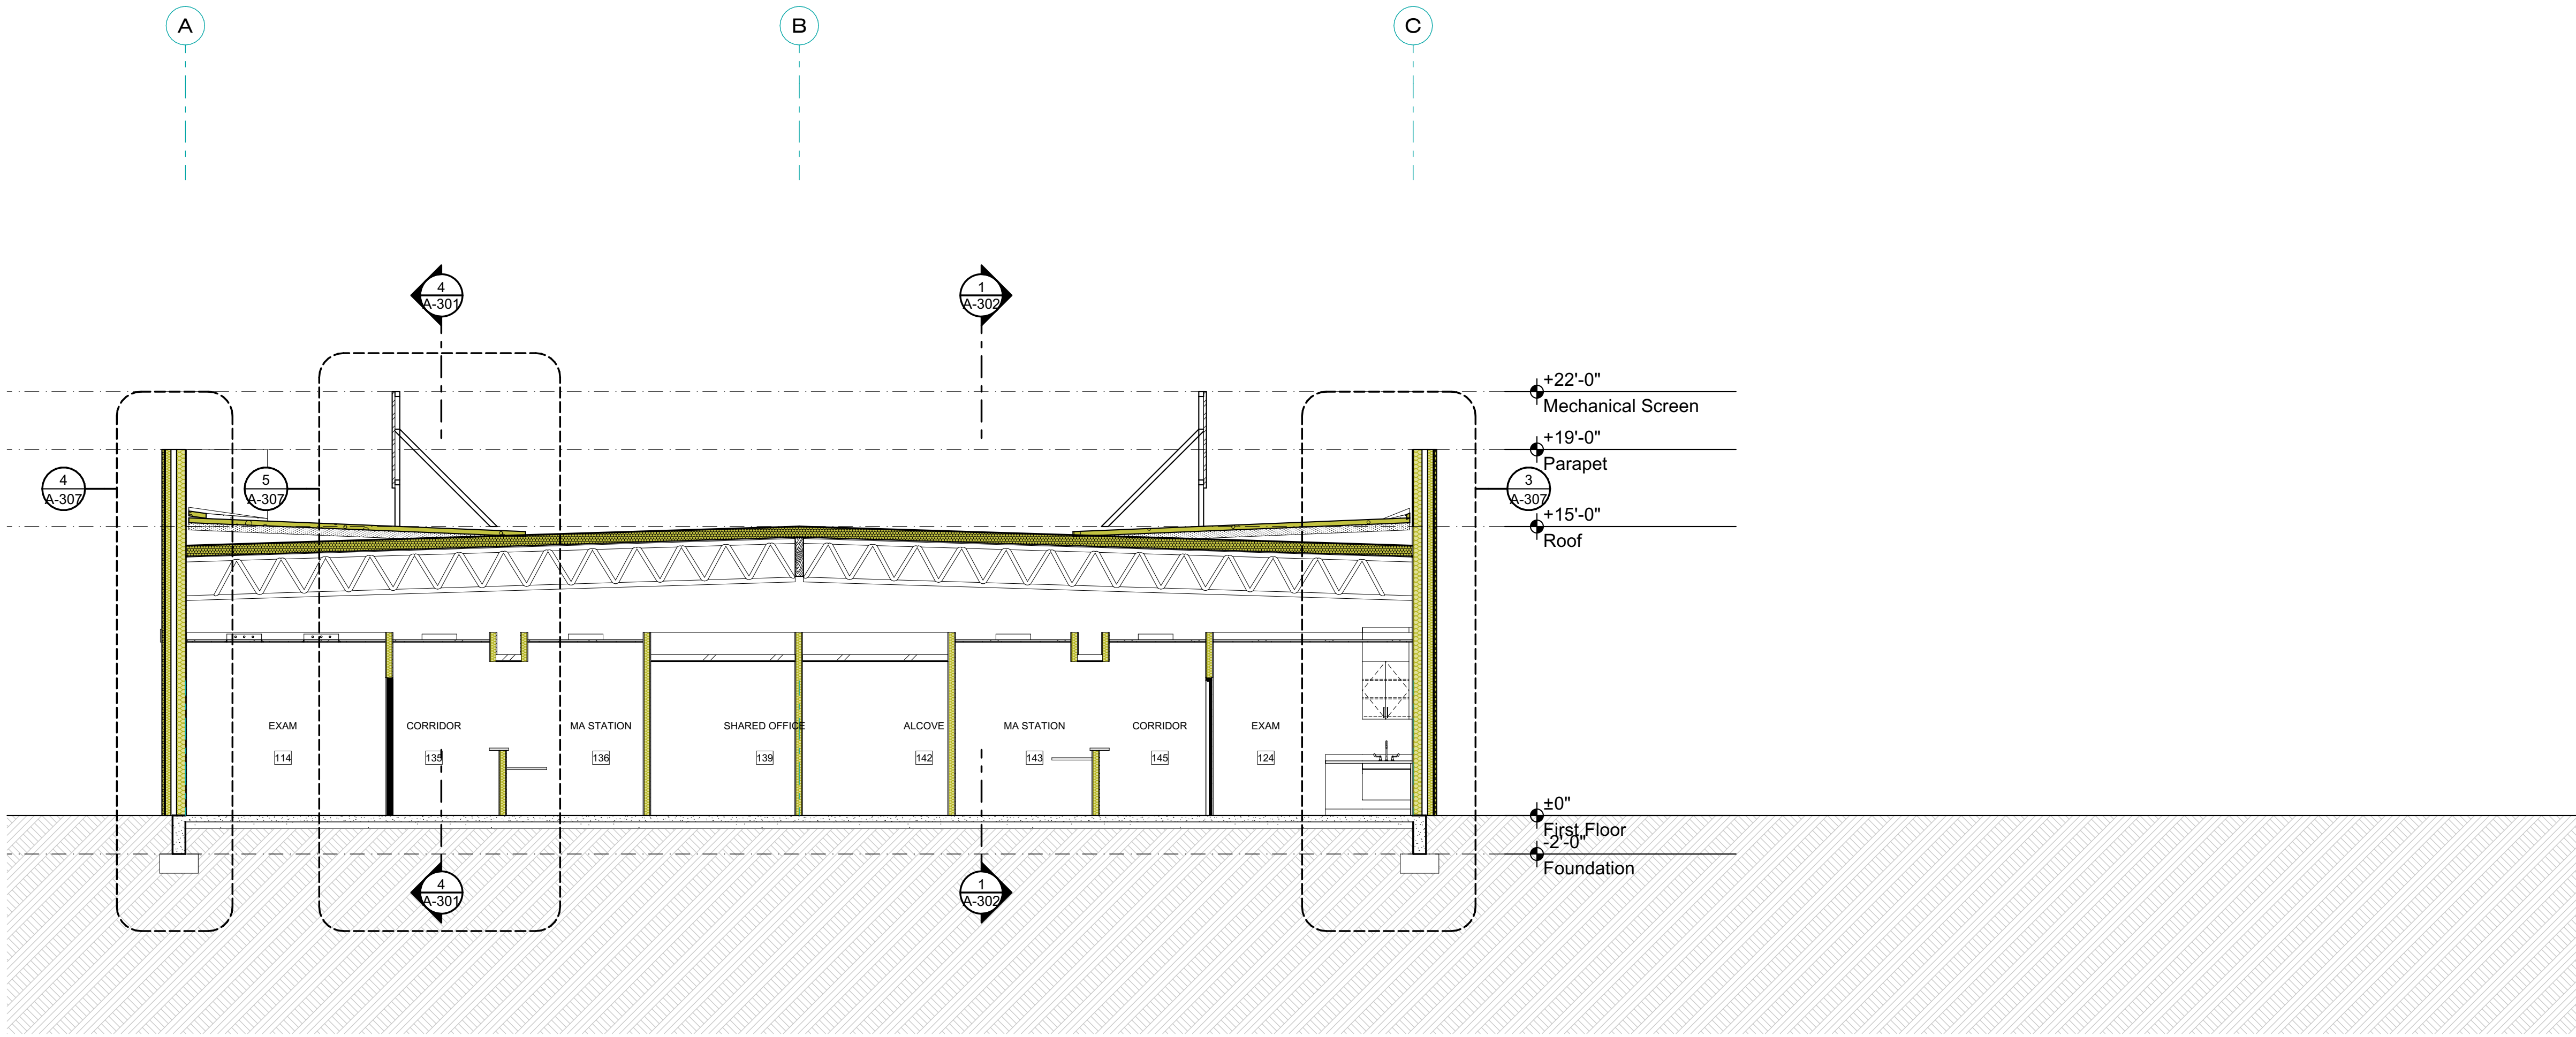 A
B
C
4
A-301
1
A-302
+22'-0"
Mechanical Screen
+19'-0"
Parapet
4
A-307
5
A-307
3
A-307
+15'-0"
Roof
EXAM
CORRIDOR
MA STATION
SHARED OFFICE
ALCOVE
MA STATION
CORRIDOR
EXAM
114
135
136
139
142
143
145
124
±0"
First Floor
-2'-0"
Foundation
4
A-301
1
A-302